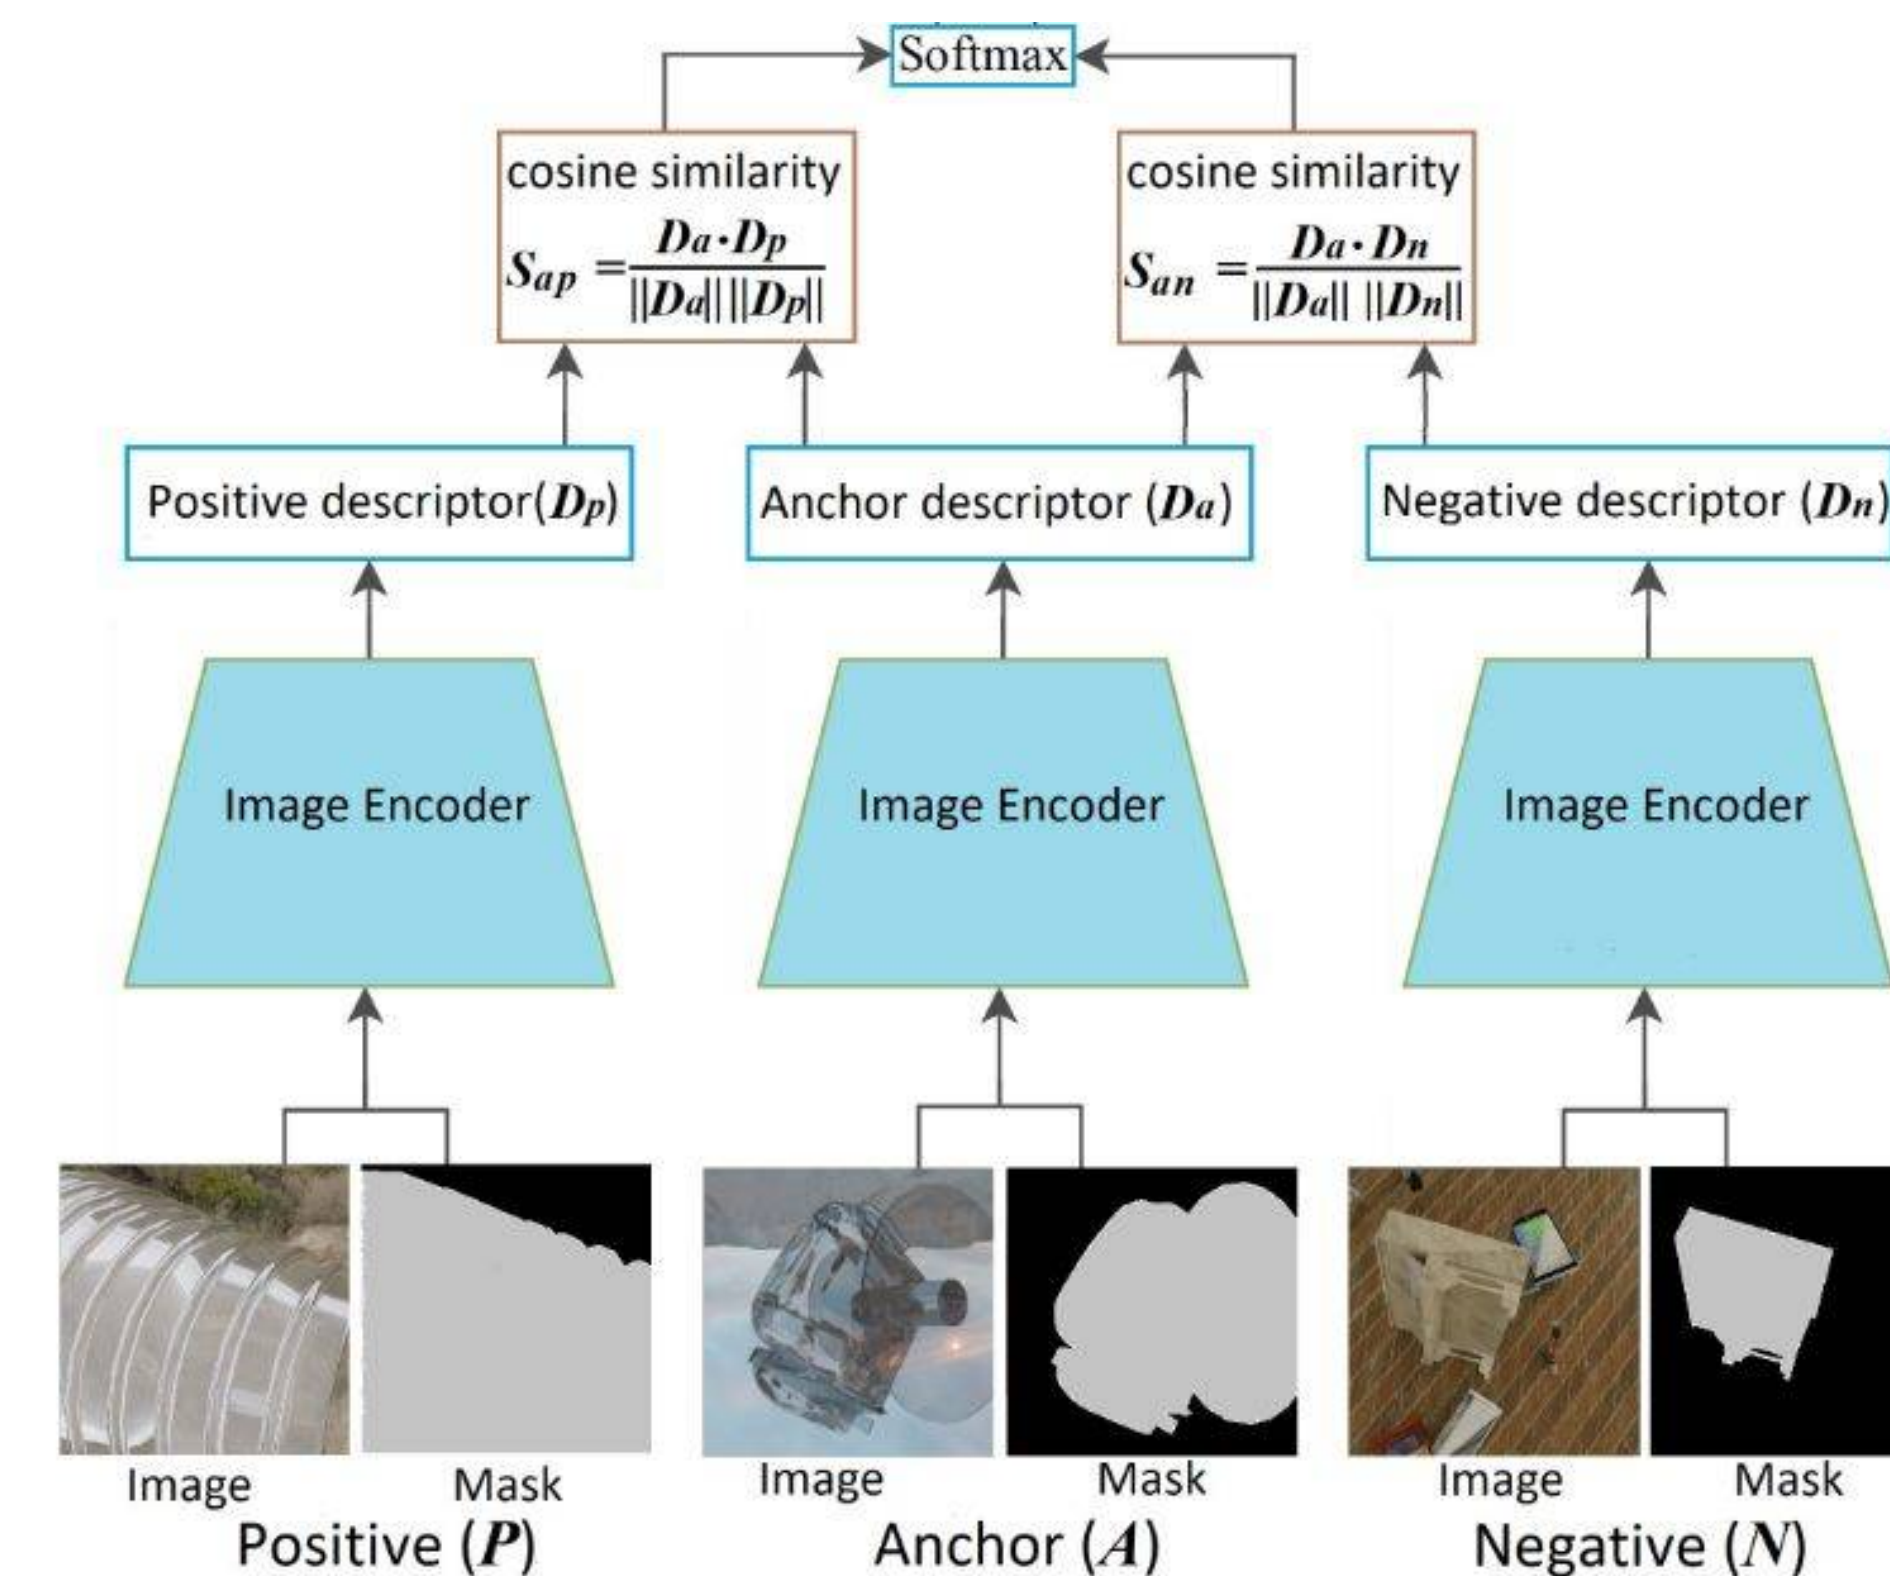 Softmax
cosine similarity
cosine similarity
Sap = Da·Dp / ||Da|| ||Dp||
San = Da·Dn / ||Da|| ||Dn||
Positive descriptor(Dp)
Anchor descriptor (Da)
Negative descriptor (Dn)
Image Encoder
Image Encoder
Image Encoder
Image
Mask
Image
Mask
Image
Mask
Positive (P)
Anchor (A)
Negative (N)